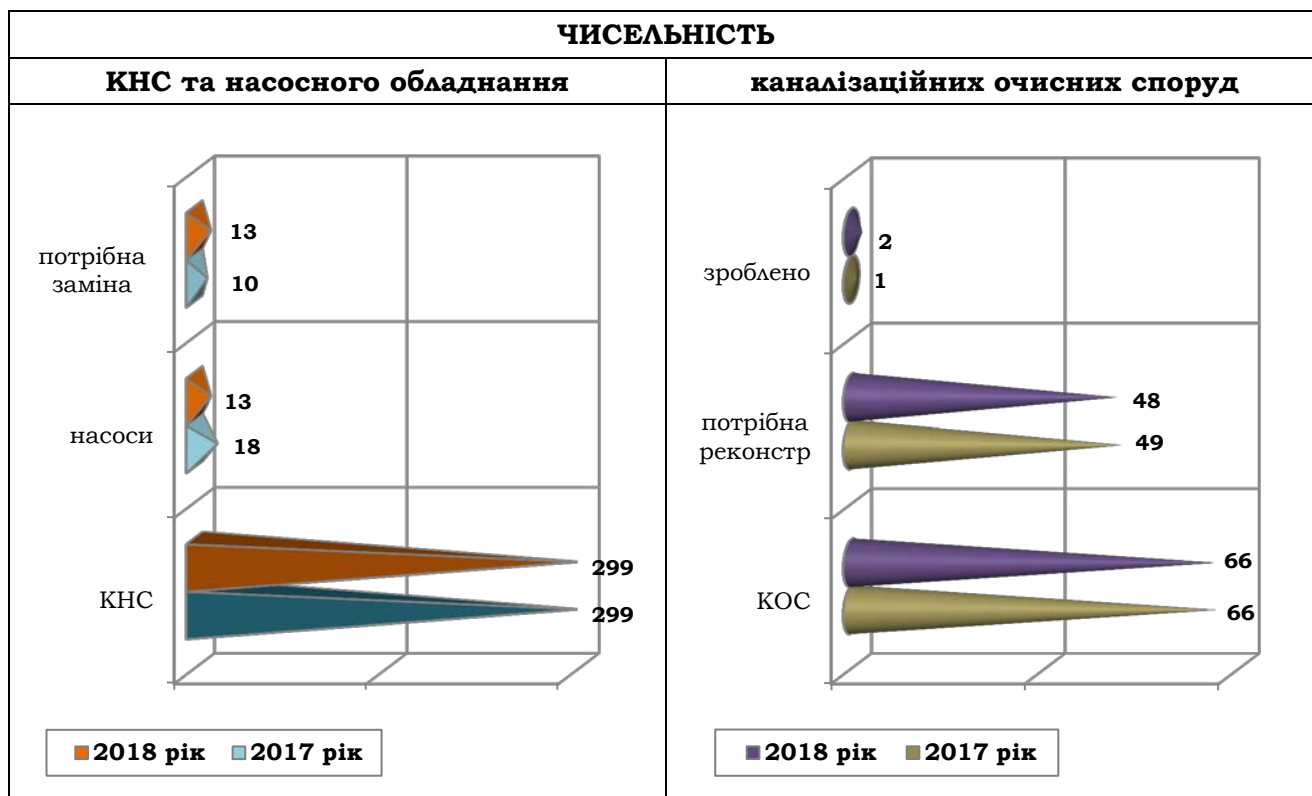 ЧИСЕЛЬНІСТЬ
КНС та насосного обладнання
каналізаційних очисних споруд
потрібна
заміна
13
10
насоси
13
18
КНС
299
299
2018 рік
2017 рік
зроблено
2
1
потрібна
реконстр
48
49
КОС
66
66
2018 рік
2017 рік